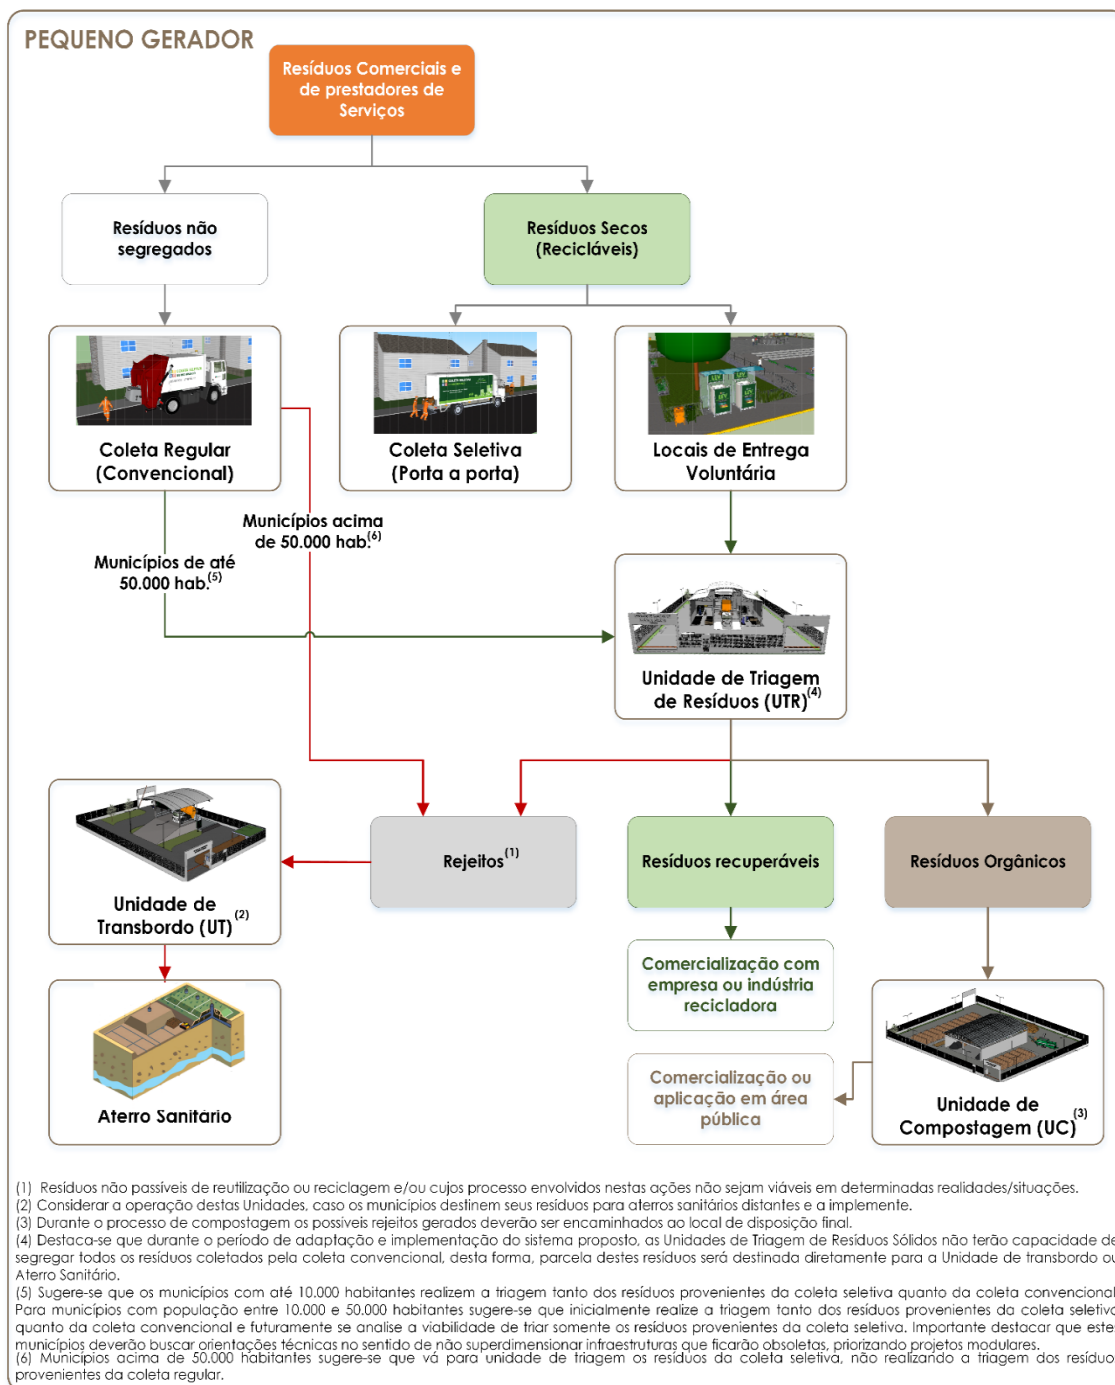 PEQUENO GERADOR
Resíduos Comerciais e
de prestadores de
Serviços
Resíduos não
segregados
Resíduos Secos
(Recicláveis)
Coleta Regular
(Convencional)
Coleta Seletiva
(Porta a porta)
Locais de Entrega
Voluntária
Municípios acima
de 50.000 hab.(6)
Municípios de até
50.000 hab.(5)
Unidade de Triagem
de Resíduos (UTR)(4)
Rejeitos(1)
Resíduos recuperáveis
Resíduos Orgânicos
Unidade de
Transbordo (UT)(2)
Comercialização com
empresa ou indústria
recicladora
Comercialização ou
aplicação em área
pública
Aterro Sanitário
Unidade de
Compostagem (UC)(3)
(1) Resíduos não passíveis de reutilização ou reciclagem e/ou cujos processo envolvidos nestas ações não sejam viáveis em determinadas realidades/situações.
(2) Considerar a operação destas Unidades, caso os municípios destinem seus resíduos para aterros sanitários distantes e a implemente.
(3) Durante o processo de compostagem os possíveis rejeitos gerados deverão ser encaminhados ao local de disposição final.
(4) Destaca-se que durante o período de adaptação e implementação do sistema proposto, as Unidades de Triagem de Resíduos Sólidos não terão capacidade de
segregar todos os resíduos coletados pela coleta convencional, desta forma, parcela destes resíduos será destinada diretamente para a Unidade de transbordo ou
Aterro Sanitário.
(5) Sugere-se que os municípios com até 10.000 habitantes realizem a triagem tanto dos resíduos provenientes da coleta seletiva quanto da coleta convencional
Para municípios com população entre 10.000 e 50.000 habitantes sugere-se que inicialmente realize a triagem tanto dos resíduos provenientes da coleta seletiva
quanto da coleta convencional e futuramente se analise a viabilidade de triar somente os resíduos provenientes da coleta seletiva. Importante destacar que estes
municípios deverão buscar orientações técnicas no sentido de não superdimensionar infraestruturas que ficarão obsoletas, priorizando projetos modulares.
(6) Municípios acima de 50.000 habitantes sugere-se que vá para unidade de triagem os resíduos da coleta seletiva, não realizando a triagem dos resíduos
provenientes da coleta regular.